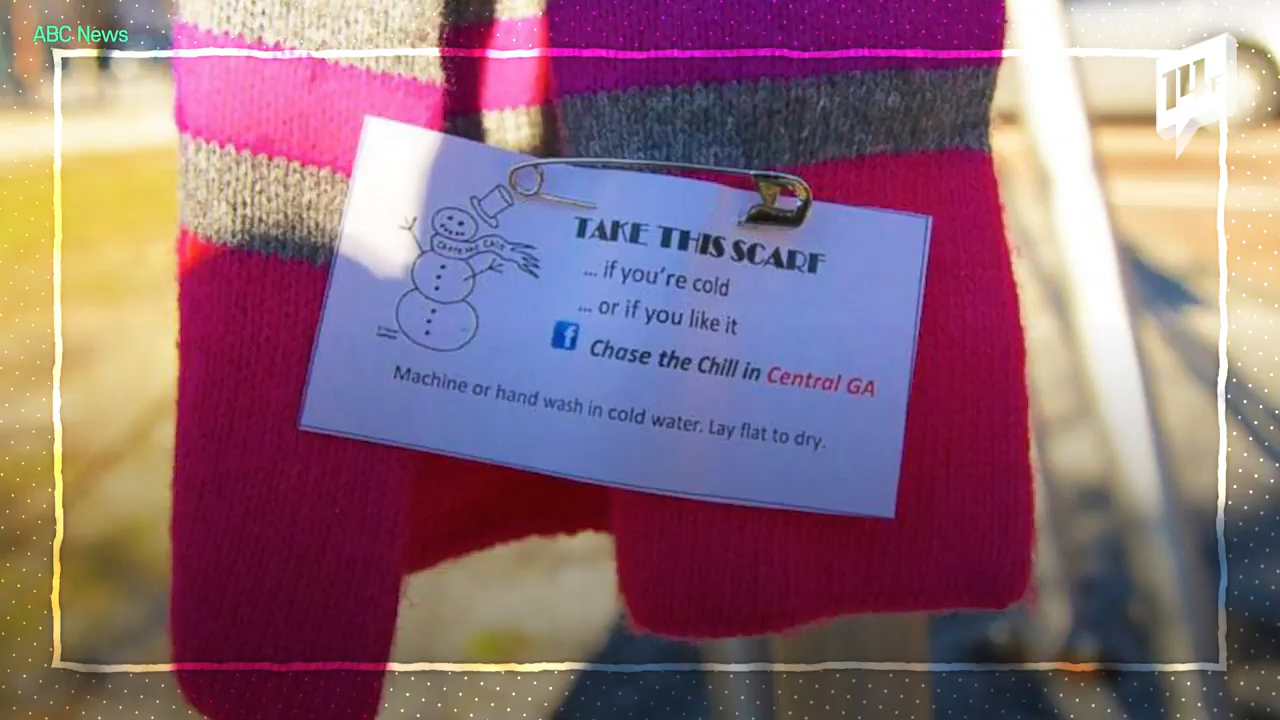 ABC News
TAKE THIS SCARF
... if you're cold
... or if you like it
Chase the Chill in Central GA
Machine or hand wash in cold water. Lay flat to dry.